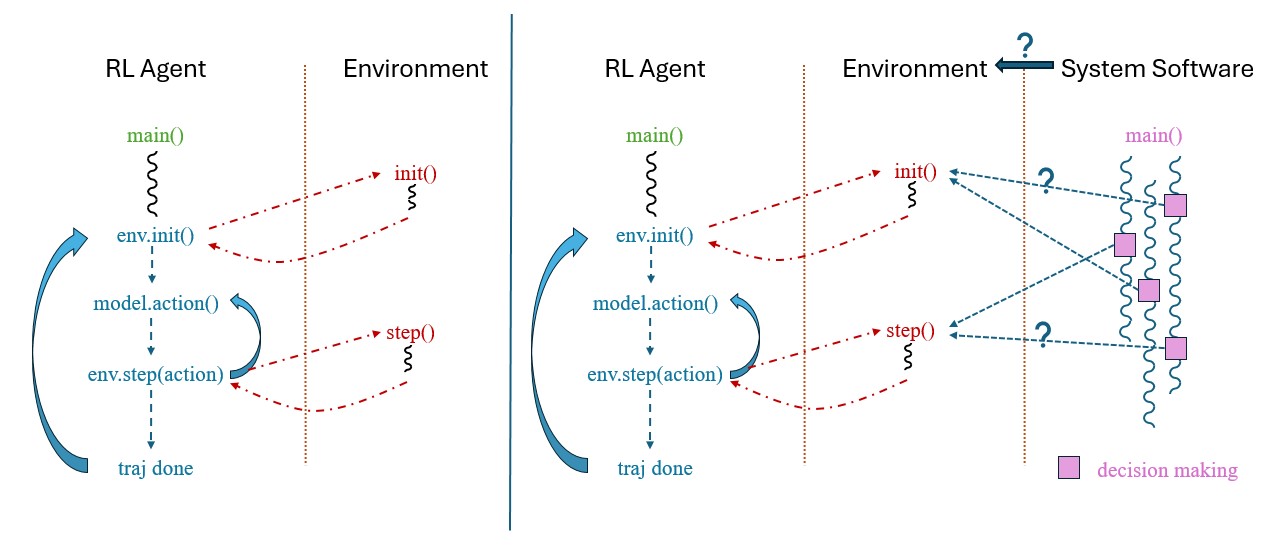 RL Agent
Environment
main()
init()
env.init()
model.action()
step()
env.step(action)
traj done
?
RL Agent
Environment
System Software
main()
main()
init()
?
env.init()
model.action()
step()
?
env.step(action)
traj done
decision making